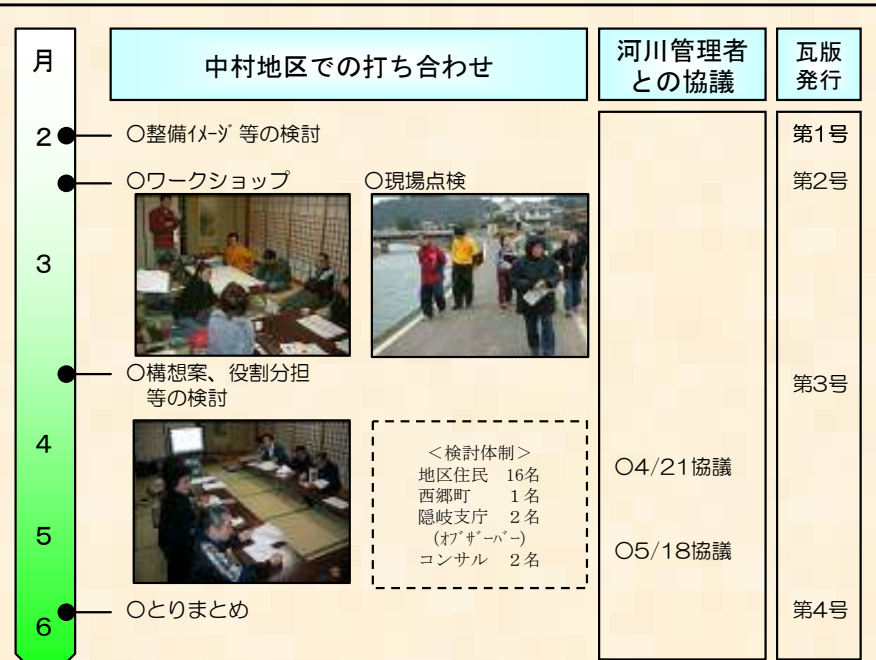 月
中村地区での打ち合わせ
河川管理者
との協議
瓦版
発行
2
○整備ｲﾒｰｼﾞ等の検討
第1号
○ワークショップ
○現場点検
第2号
3
○構想案、役割分担
等の検討
第3号
4
＜検討体制＞
地区住民　16名
西郷町　　1名
隠岐支庁　2名
(ｵﾌﾞｻﾞｰﾊﾞｰ)
コンサル　2名
○4/21協議
5
○5/18協議
6
○とりまとめ
第4号